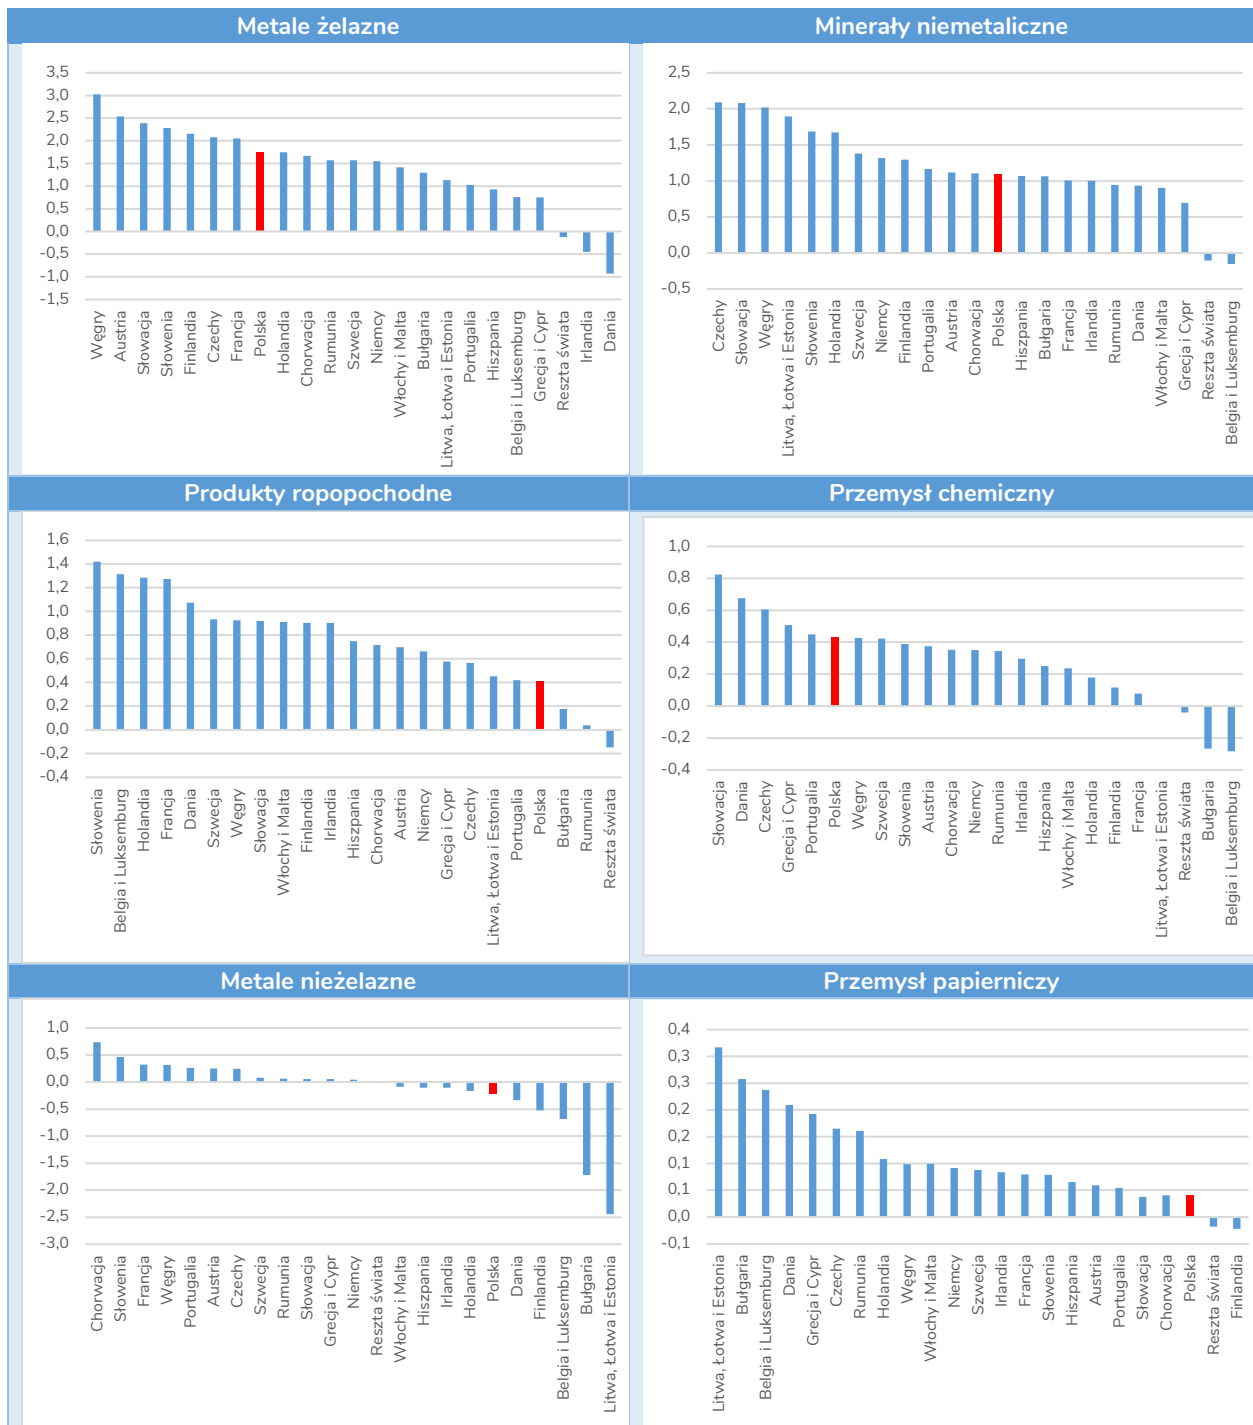 Metale żelazne
3,5
3,0
2,5
2,0
1,5
1,0
0,5
0,0
-0,5
-1,0
-1,5
Węgry
Austria
Słowacja
Słowenia
Finlandia
Czechy
Francja
Polska
Holandia
Chorwacja
Rumunia
Szwecja
Niemcy
Włochy i Malta
Bułgaria
Litwa, Łotwa i Estonia
Portugalia
Hiszpania
Belgia i Luksemburg
Grecja i Cypr
Reszta świata
Irlandia
Dania
Minerały niemetaliczne
2,5
2,0
1,5
1,0
0,5
0,0
-0,5
Czechy
Słowacja
Węgry
Litwa, Łotwa i Estonia
Słowenia
Holandia
Szwecja
Niemcy
Finlandia
Portugalia
Austria
Chorwacja
Polska
Hiszpania
Bułgaria
Francja
Irlandia
Rumunia
Dania
Włochy i Malta
Grecja i Cypr
Reszta świata
Belgia i Luksemburg
Produkty ropopochodne
1,6
1,4
1,2
1,0
0,8
0,6
0,4
0,2
0,0
-0,2
-0,4
Słowenia
Belgia i Luksemburg
Holandia
Francja
Dania
Szwecja
Węgry
Słowacja
Włochy i Malta
Finlandia
Irlandia
Hiszpania
Chorwacja
Austria
Niemcy
Grecja i Cypr
Czechy
Litwa, Łotwa i Estonia
Portugalia
Polska
Bułgaria
Rumunia
Reszta świata
Przemysł chemiczny
1,0
0,8
0,6
0,4
0,2
0,0
-0,2
-0,4
Słowacja
Dania
Czechy
Grecja i Cypr
Portugalia
Polska
Węgry
Szwecja
Słowenia
Austria
Chorwacja
Niemcy
Rumunia
Irlandia
Hiszpania
Włochy i Malta
Holandia
Finlandia
Francja
Litwa, Łotwa i Estonia
Reszta świata
Bułgaria
Belgia i Luksemburg
Metale nieżelazne
1,0
0,5
0,0
-0,5
-1,0
-1,5
-2,0
-2,5
-3,0
Chorwacja
Słowenia
Francja
Węgry
Portugalia
Austria
Czechy
Szwecja
Rumunia
Słowacja
Grecja i Cypr
Niemcy
Reszta świata
Włochy i Malta
Hiszpania
Irlandia
Holandia
Polska
Dania
Finlandia
Belgia i Luksemburg
Bułgaria
Litwa, Łotwa i Estonia
Przemysł papierniczy
0,4
0,3
0,3
0,2
0,2
0,1
0,1
0,0
-0,1
Litwa, Łotwa i Estonia
Bułgaria
Belgia i Luksemburg
Dania
Grecja i Cypr
Czechy
Rumunia
Holandia
Węgry
Włochy i Malta
Niemcy
Szwecja
Irlandia
Francja
Słowenia
Hiszpania
Austria
Portugalia
Słowacja
Chorwacja
Polska
Reszta świata
Finlandia